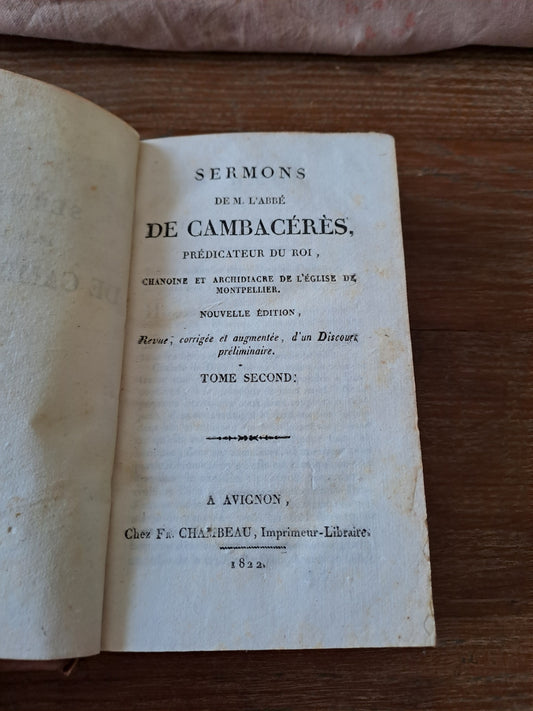 SERMONS
DE M. L'ABBÉ
DE CAMBACÉRÈS,
PRÉDICATEUR DU ROI,
CHANOINE ET ARCHIDIACRE DE L'ÉGLISE DE
MONTPELLIER.
NOUVELLE ÉDITION,
Revue, corrigée et augmentée, d'un Discours
préliminaire.
TOME SECOND.
A AVIGNON,
Chez Fr. CHAMBEAU, Imprimeur-Libraire.
1822.